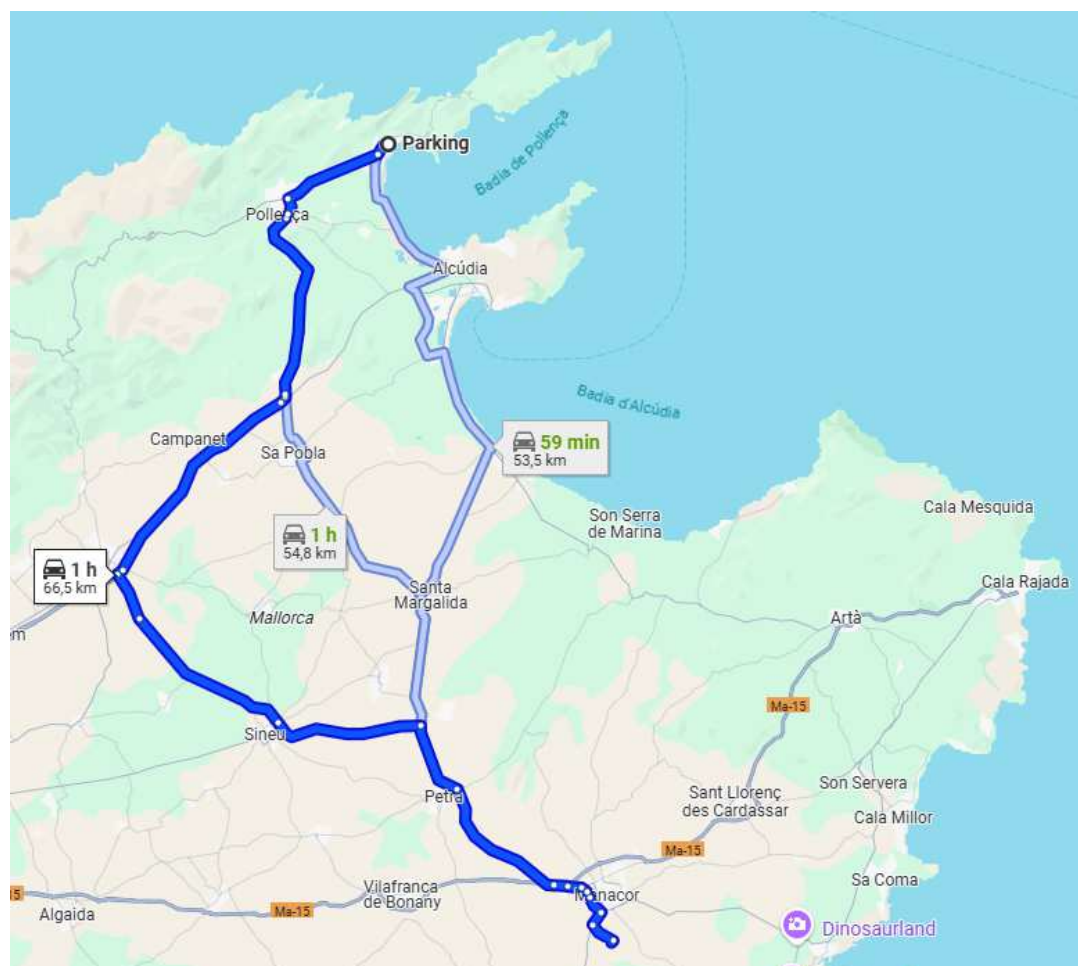 Parking
Badia de Pollença
Pollença
Alcúdia
Badia d'Alcúdia
Campanet
Sa Pobla
59 min
53,5 km
Cala Mesquida
Son Serra
de Marina
1 h
54,8 km
1 h
66,5 km
Cala Rajada
Santa
Margalida
Mallorca
Artà
em
Ma-15
Sineu
Son Servera
Petra
Sant Llorenç
des Cardassar
Cala Millor
Ma-15
Sa Coma
Vilafranca
de Bonany
Manacor
15
Algaida
Ma-15
Dinosaurland